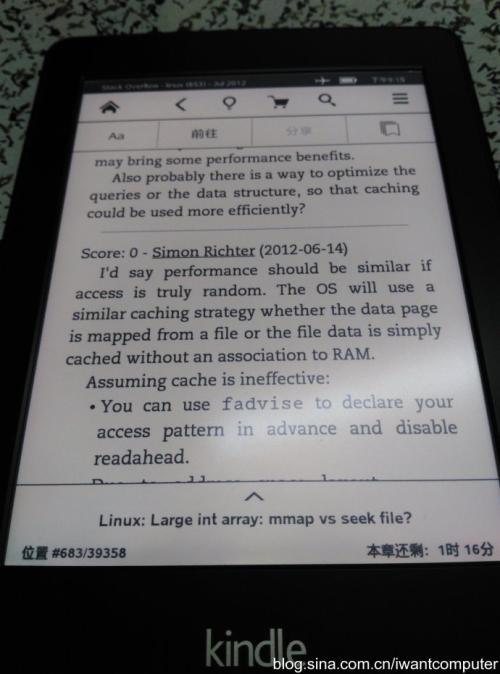 Stack Overflow - linux (853) - Jul 2012
下午9:15
Aa
前往
分享
may bring some performance benefits.
Also probably there is a way to optimize the
queries or the data structure, so that caching
could be used more efficiently?
Score: 0 - Simon Richter (2012-06-14)
I'd say performance should be similar if
access is truly random. The OS will use a
similar caching strategy whether the data page
is mapped from a file or the file data is simply
cached without an association to RAM.
Assuming cache is ineffective:
• You can use fadvise to declare your
access pattern in advance and disable
readahead.
Linux: Large int array: mmap vs seek file?
位置 #683/39358
本章还剩：1时 16分
kindle
blog.sina.com.cn/iwantcomputer